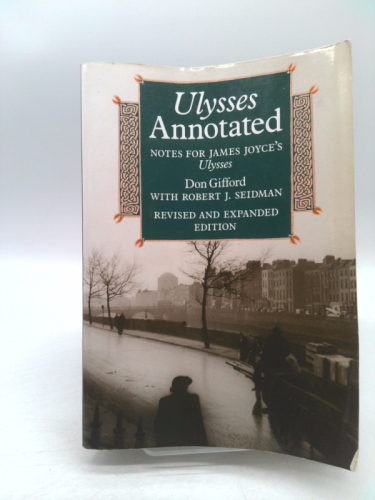 Ulysses
Annotated
NOTES FOR JAMES JOYCE'S
Ulysses
Don Gifford
WITH ROBERT J. SEIDMAN
REVISED AND EXPANDED
EDITION